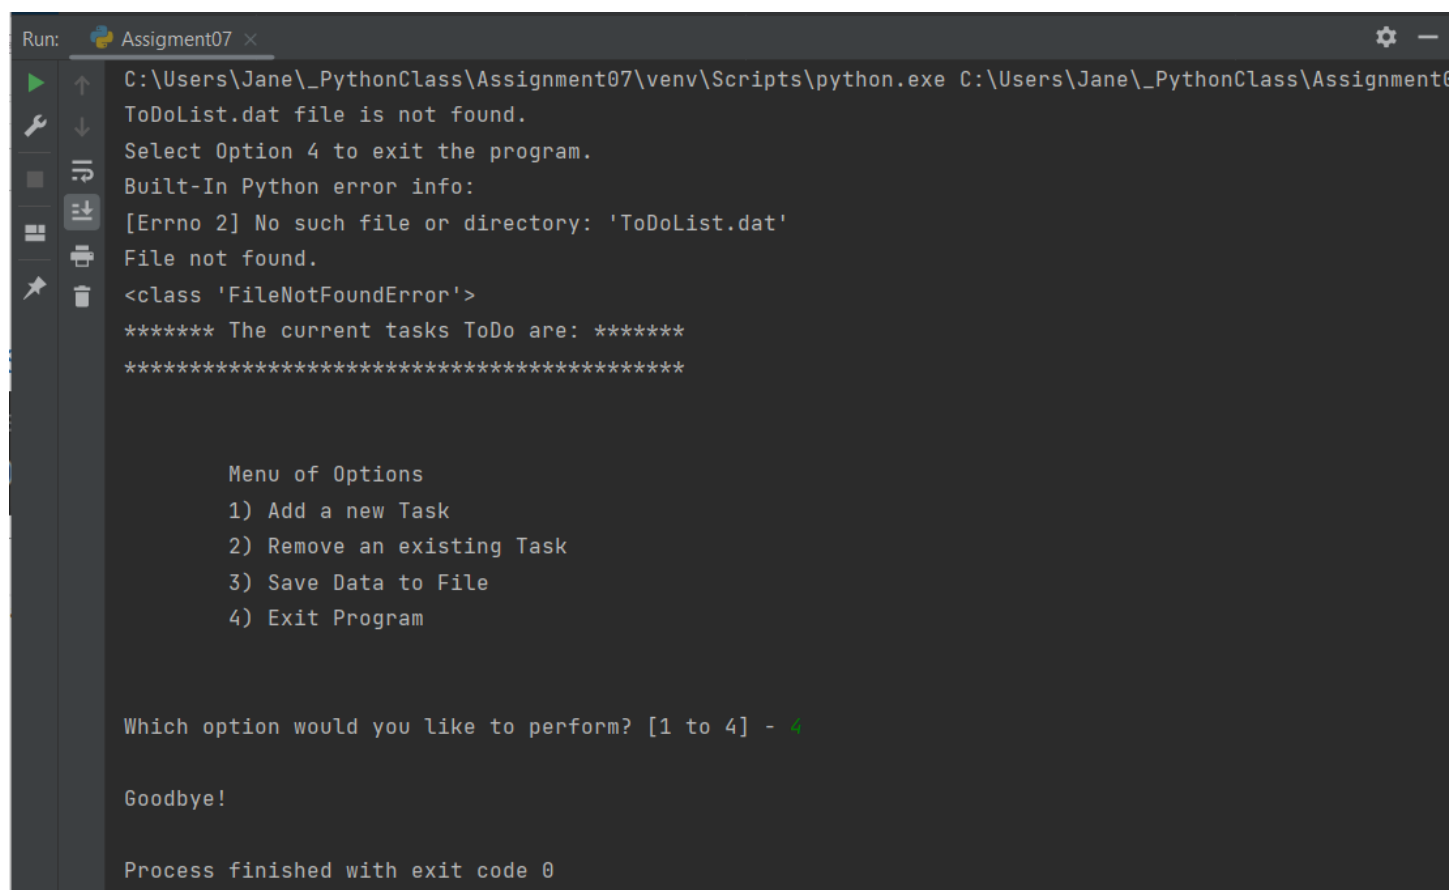 Run: Assigment07
C:\Users\Jane\_PythonClass\Assignment07\venv\Scripts\python.exe C:\Users\Jane\_PythonClass\Assignment0
ToDoList.dat file is not found.
Select Option 4 to exit the program.
Built-In Python error info:
[Errno 2] No such file or directory: 'ToDoList.dat'
File not found.
<class 'FileNotFoundError'>
******* The current tasks ToDo are: *******
*******************************************
Menu of Options
1) Add a new Task
2) Remove an existing Task
3) Save Data to File
4) Exit Program
Which option would you like to perform? [1 to 4] - 4
Goodbye!
Process finished with exit code 0